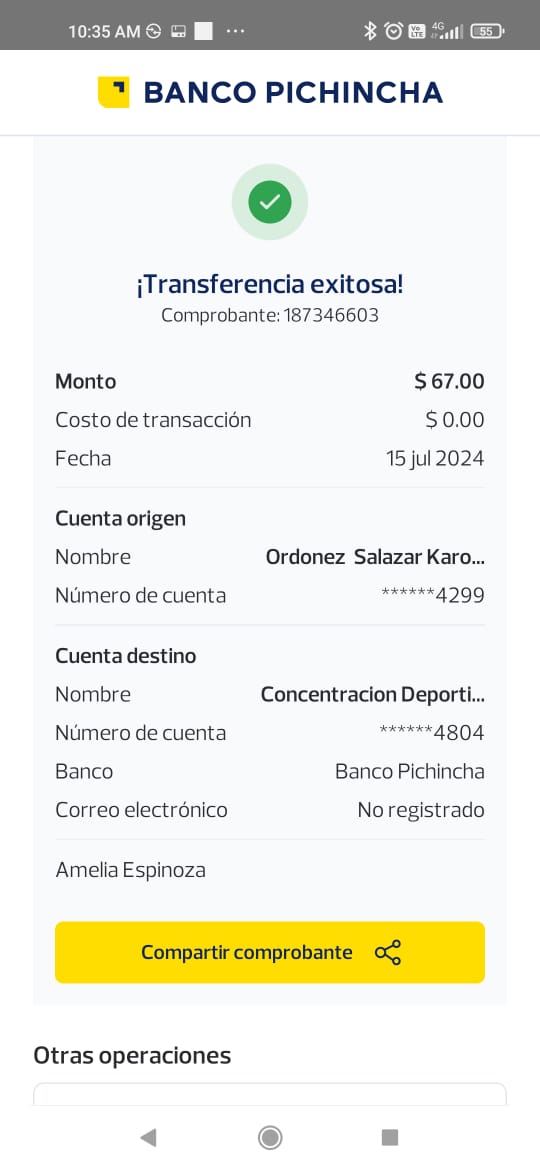 10:35 AM
4G
Vo
LTE
55
BANCO PICHINCHA
¡Transferencia exitosa!
Comprobante: 187346603
Monto $ 67.00
Costo de transacción $ 0.00
Fecha 15 jul 2024
Cuenta origen
Nombre Ordonez Salazar Karo...
Número de cuenta ******4299
Cuenta destino
Nombre Concentracion Deporti...
Número de cuenta ******4804
Banco Banco Pichincha
Correo electrónico No registrado
Amelia Espinoza
Compartir comprobante
Otras operaciones